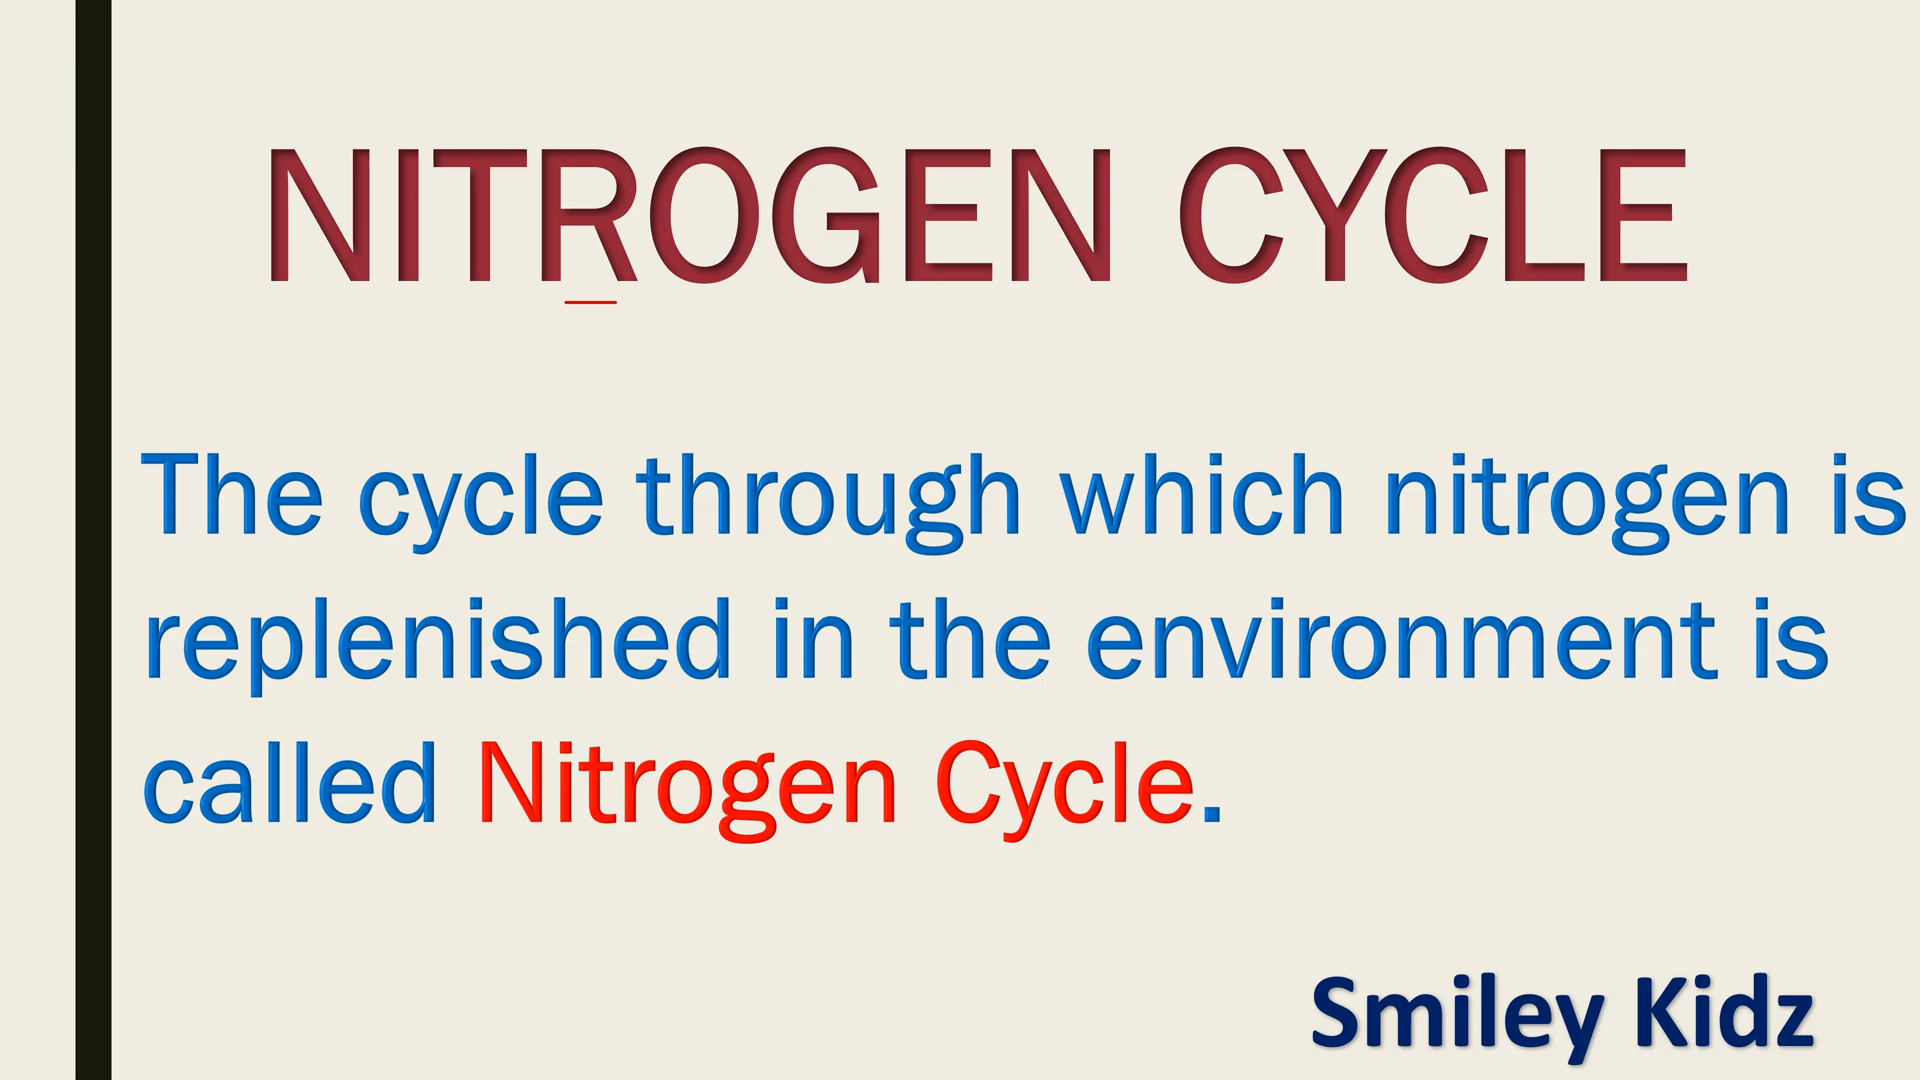 NITROGEN CYCLE
The cycle through which nitrogen is
replenished in the environment is
called Nitrogen Cycle.
Smiley Kidz